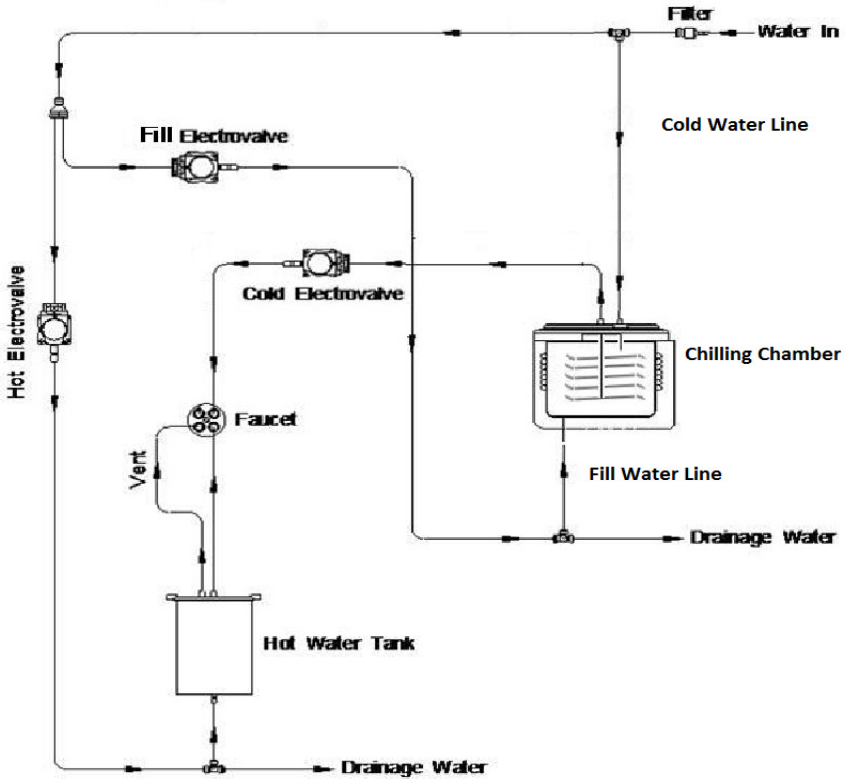 Filter
Water In
Cold Water Line
Fill Electrovalve
Cold Electrovalve
Hot Electrovalve
Chilling Chamber
Faucet
Vent
Fill Water Line
Drainage Water
Hot Water Tank
Drainage Water